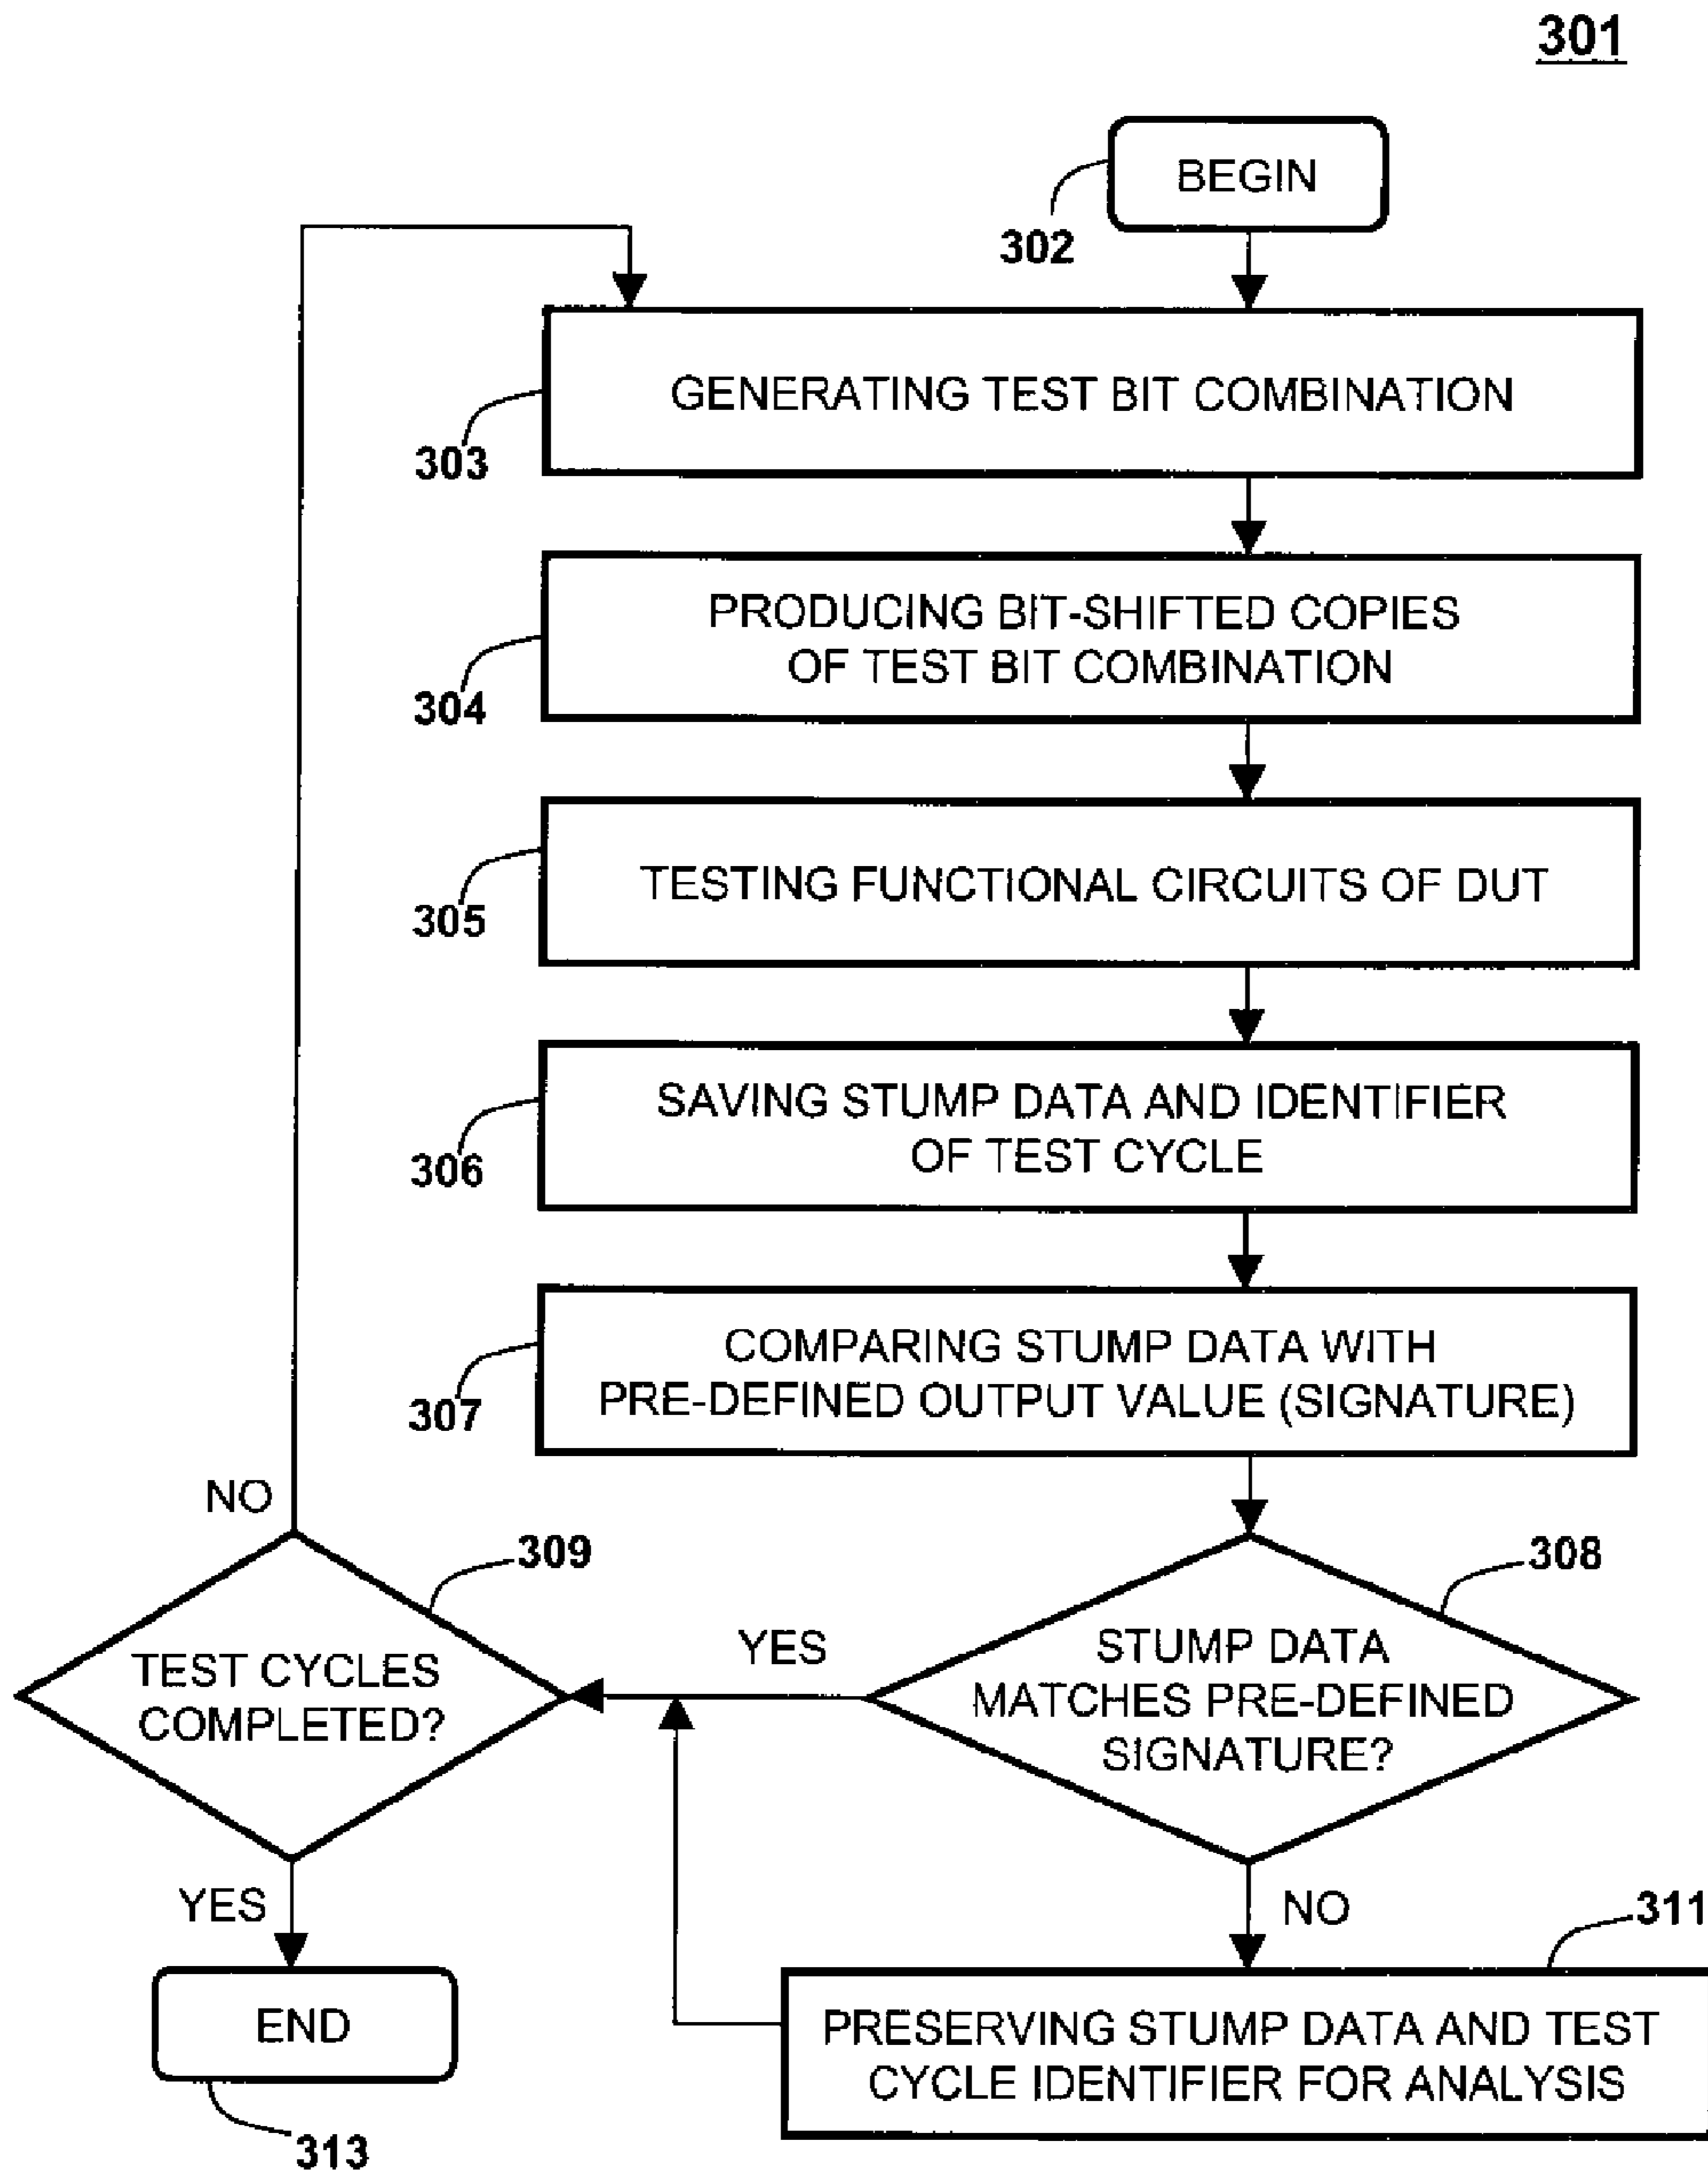 301
BEGIN
302
GENERATING TEST BIT COMBINATION
303
PRODUCING BIT-SHIFTED COPIES
OF TEST BIT COMBINATION
304
TESTING FUNCTIONAL CIRCUITS OF DUT
305
SAVING STUMP DATA AND IDENTIFIER
OF TEST CYCLE
306
COMPARING STUMP DATA WITH
PRE-DEFINED OUTPUT VALUE (SIGNATURE)
307
NO
309
308
TEST CYCLES
COMPLETED?
YES
STUMP DATA
MATCHES PRE-DEFINED
SIGNATURE?
YES
NO
311
END
313
PRESERVING STUMP DATA AND TEST
CYCLE IDENTIFIER FOR ANALYSIS